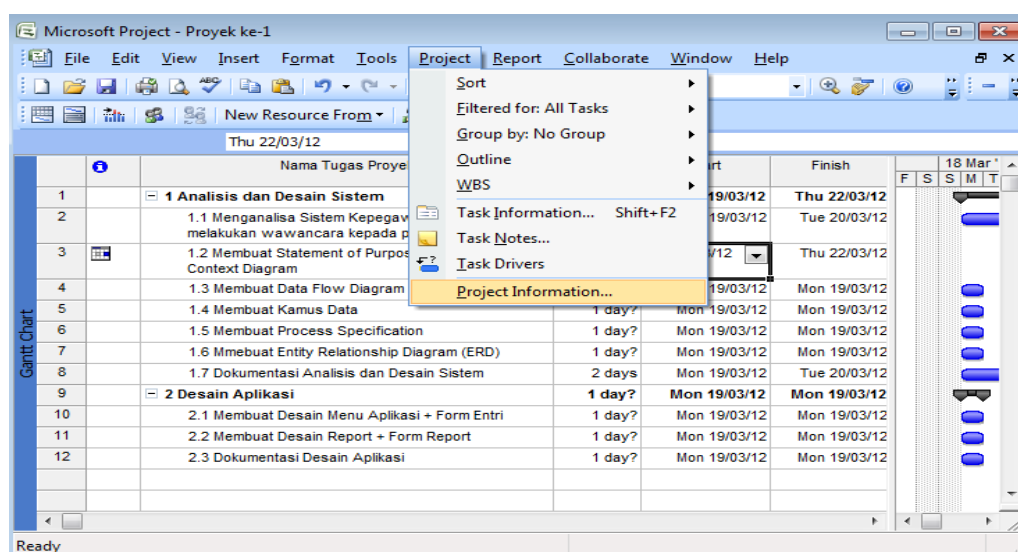 Microsoft Project - Proyek ke-1
File Edit View Insert Format Tools Project Report Collaborate Window Help
New Resource From
Thu 22/03/12
Sort
Filtered for: All Tasks
Group by: No Group
Outline
WBS
Task Information... Shift+F2
Task Notes...
Task Drivers
Project Information...
Nama Tugas Proye
rt
Finish
18 Mar '
F S S M T
1 1 Analisis dan Desain Sistem 19/03/12 Thu 22/03/12
2 1.1 Menganalisa Sistem Kepegaw 19/03/12 Tue 20/03/12
melakukan wawancara kepada p
3 1.2 Membuat Statement of Purpos /12 Thu 22/03/12
Context Diagram
4 1.3 Membuat Data Flow Diagram 19/03/12 Mon 19/03/12
5 1.4 Membuat Kamus Data 1 day? Mon 19/03/12 Mon 19/03/12
6 1.5 Membuat Process Specification 1 day? Mon 19/03/12 Mon 19/03/12
7 1.6 Mmebuat Entity Relationship Diagram (ERD) 1 day? Mon 19/03/12 Mon 19/03/12
8 1.7 Dokumentasi Analisis dan Desain Sistem 2 days Mon 19/03/12 Tue 20/03/12
9 2 Desain Aplikasi 1 day? Mon 19/03/12 Mon 19/03/12
10 2.1 Membuat Desain Menu Aplikasi + Form Entri 1 day? Mon 19/03/12 Mon 19/03/12
11 2.2 Membuat Desain Report + Form Report 1 day? Mon 19/03/12 Mon 19/03/12
12 2.3 Dokumentasi Desain Aplikasi 1 day? Mon 19/03/12 Mon 19/03/12
Gantt Chart
Ready